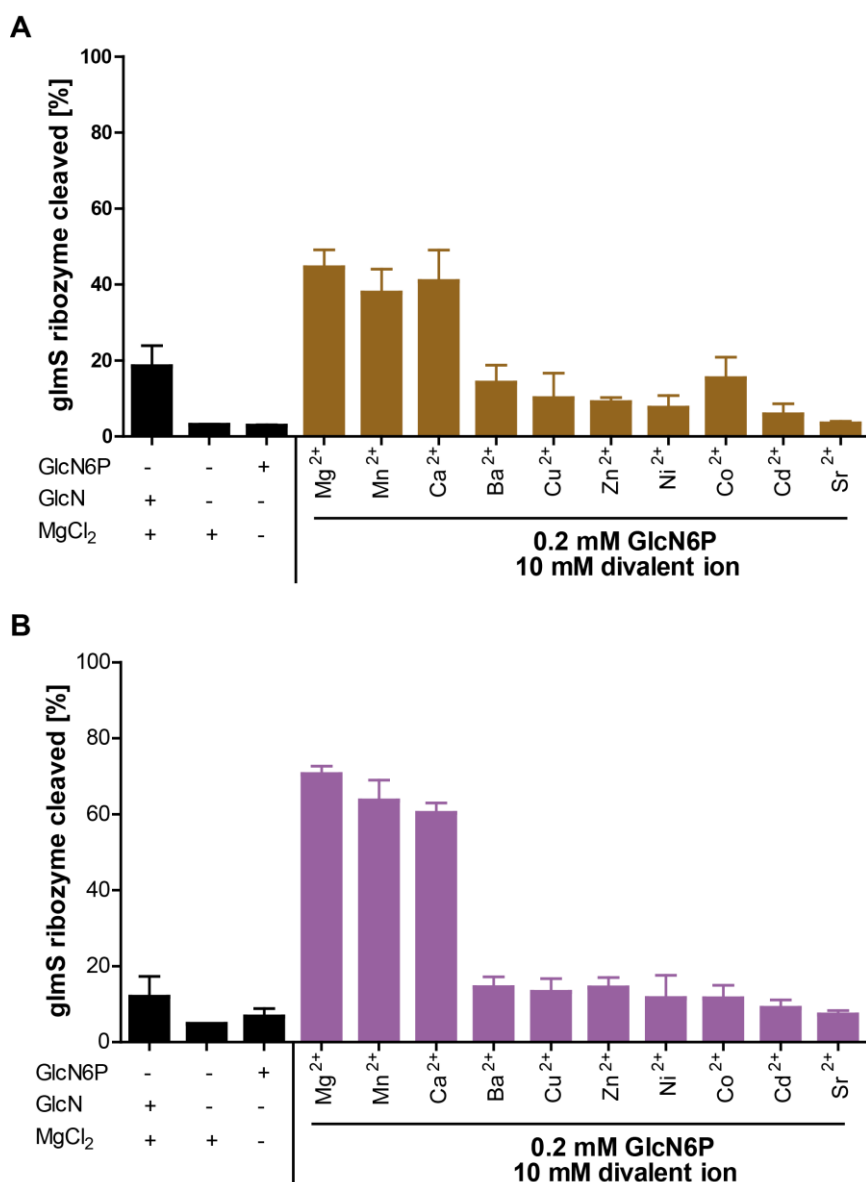 A
glmS ribozyme cleaved [%]
100
80
60
40
20
0
GlcN6P - - +
GlcN + - -
MgCl₂ + + -
Mg²⁺ Mn²⁺ Ca²⁺ Ba²⁺ Cu²⁺ Zn²⁺ Ni²⁺ Co²⁺ Cd²⁺ Sr²⁺
0.2 mM GlcN6P
10 mM divalent ion
B
glmS ribozyme cleaved [%]
100
80
60
40
20
0
GlcN6P - - +
GlcN + - -
MgCl₂ + + -
Mg²⁺ Mn²⁺ Ca²⁺ Ba²⁺ Cu²⁺ Zn²⁺ Ni²⁺ Co²⁺ Cd²⁺ Sr²⁺
0.2 mM GlcN6P
10 mM divalent ion